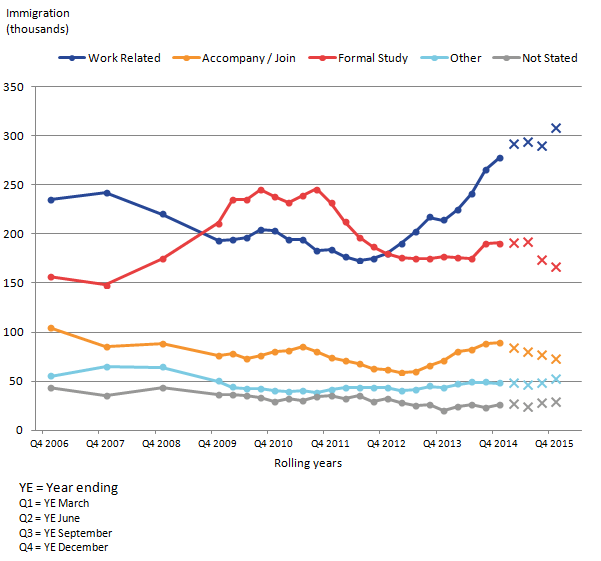 Immigration
(thousands)
Work Related Accompany / Join Formal Study Other Not Stated
350
300
250
200
150
100
50
0
Q4 2006 Q4 2007 Q4 2008 Q4 2009 Q4 2010 Q4 2011 Q4 2012 Q4 2013 Q4 2014 Q4 2015
Rolling years
YE = Year ending
Q1 = YE March
Q2 = YE June
Q3 = YE September
Q4 = YE December